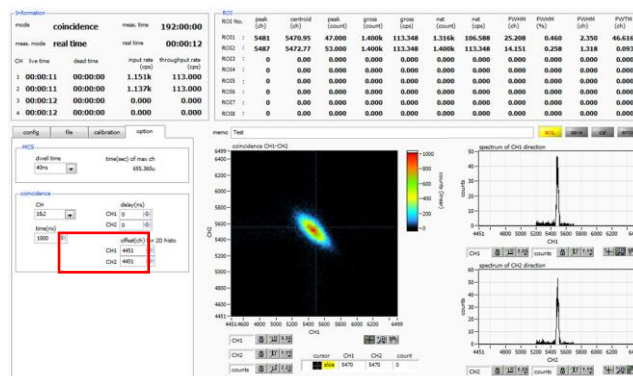 Information
mode coincidence meas. time 192:00:00
meas. mode real time real time 00:00:12
CH live time dead time input rate (cps) throughput rate (cps)
1 00:00:11 00:00:00 1.151k 113.000
2 00:00:11 00:00:00 1.137k 113.000
3 00:00:12 00:00:00 0.000 0.000
4 00:00:12 00:00:00 0.000 0.000
ROI
ROI No. peak (ch) centroid (ch) peak (count) gross (count) gross (cps) net (count) net (cps) FWHM (ch) FWHM (%) FWHM (ch) FWTM
ROI1 : 5481 5470.95 47.000 1.400k 113.348 1.316k 106.588 25.208 0.460 2.350 46.616
ROI2 : 5487 5472.77 53.000 1.400k 113.348 1.400k 113.348 14.151 0.258 1.318
ROI3 : 0 0.00 0.000 0.000 0.000 0.000 0.000 0.000 0.000 0.000
ROI4 : 0 0.00 0.000 0.000 0.000 0.000 0.000 0.000 0.000 0.000
ROI5 : 0 0.00 0.000 0.000 0.000 0.000 0.000 0.000 0.000 0.000
ROI6 : 0 0.00 0.000 0.000 0.000 0.000 0.000 0.000 0.000 0.000
ROI7 : 0 0.00 0.000 0.000 0.000 0.000 0.000 0.000 0.000 0.000
ROI8 : 0 0.00 0.000 0.000 0.000 0.000 0.000 0.000 0.000 0.000
config file calibration option
memo Test
acq save cal
MCS
dwell time time(sec) of max ch
40ns 655.360u
coincidence
CH delay(ns)
1&2 CH1 0
CH2 0
time(ns)
1000 offset(ch) for 2D histo
CH1 4451
CH2 4451
coincidence CH1-CH2
6499
6400
6200
6000
5800
5600
5400
5200
5000
4800
4600
4451
CH2
4451 4600 4800 5000 5200 5400 5600 5800 6000 6200 6499
CH1
1000
800
600
400
200
0
counts (linear)
CH1
CH2
counts
cursor CH1 CH2 count
slice 5470 5470 0
spectrum of CH1 direction
50
40
30
20
10
0
counts
4451 4800 5000 5200 5400 5600 5800 6000 6200 6499
CH1
CH1 counts
spectrum of CH2 direction
60
50
40
30
20
10
0
counts
4451 4800 5000 5200 5400 5600 5800 6000 6200 6499
CH2
CH2 counts